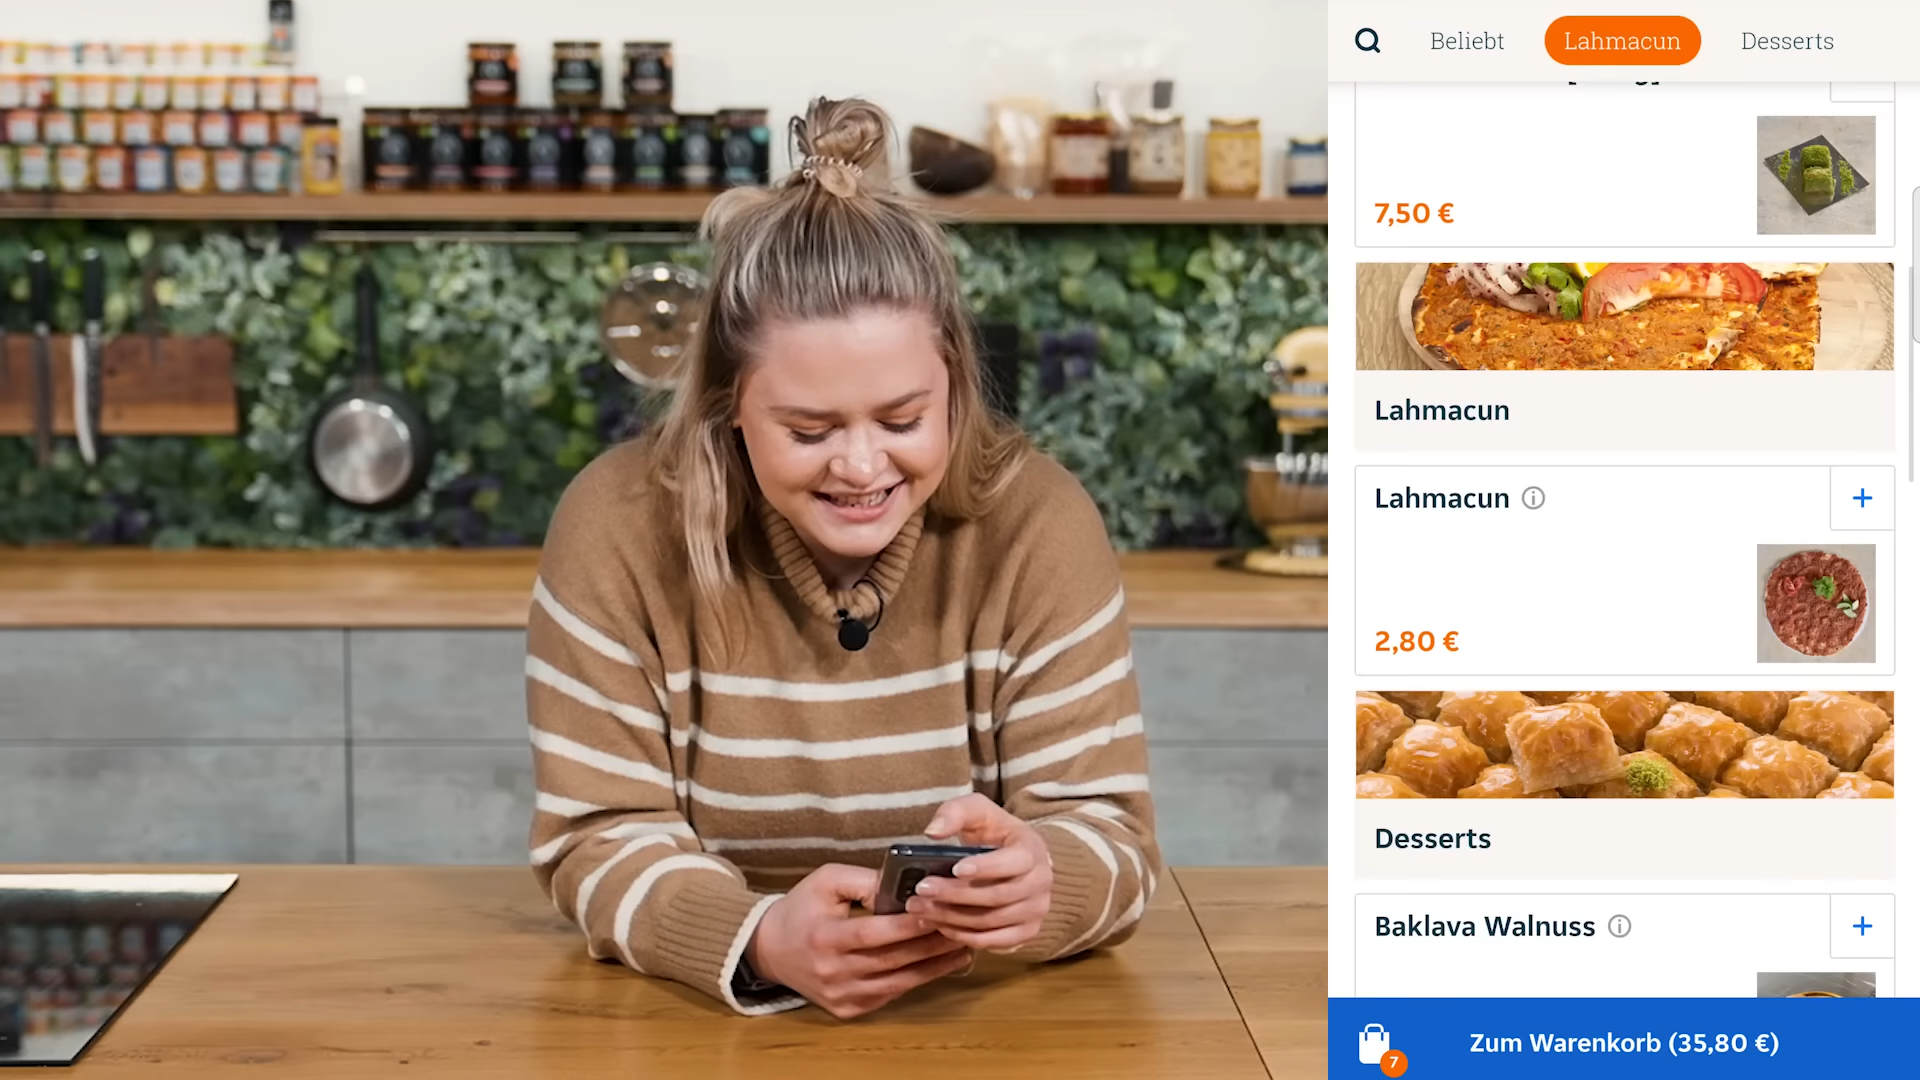 Beliebt
Lahmacun
Desserts
7,50 €
Lahmacun
Lahmacun
2,80 €
Desserts
Baklava Walnuss
7
Zum Warenkorb (35,80 €)